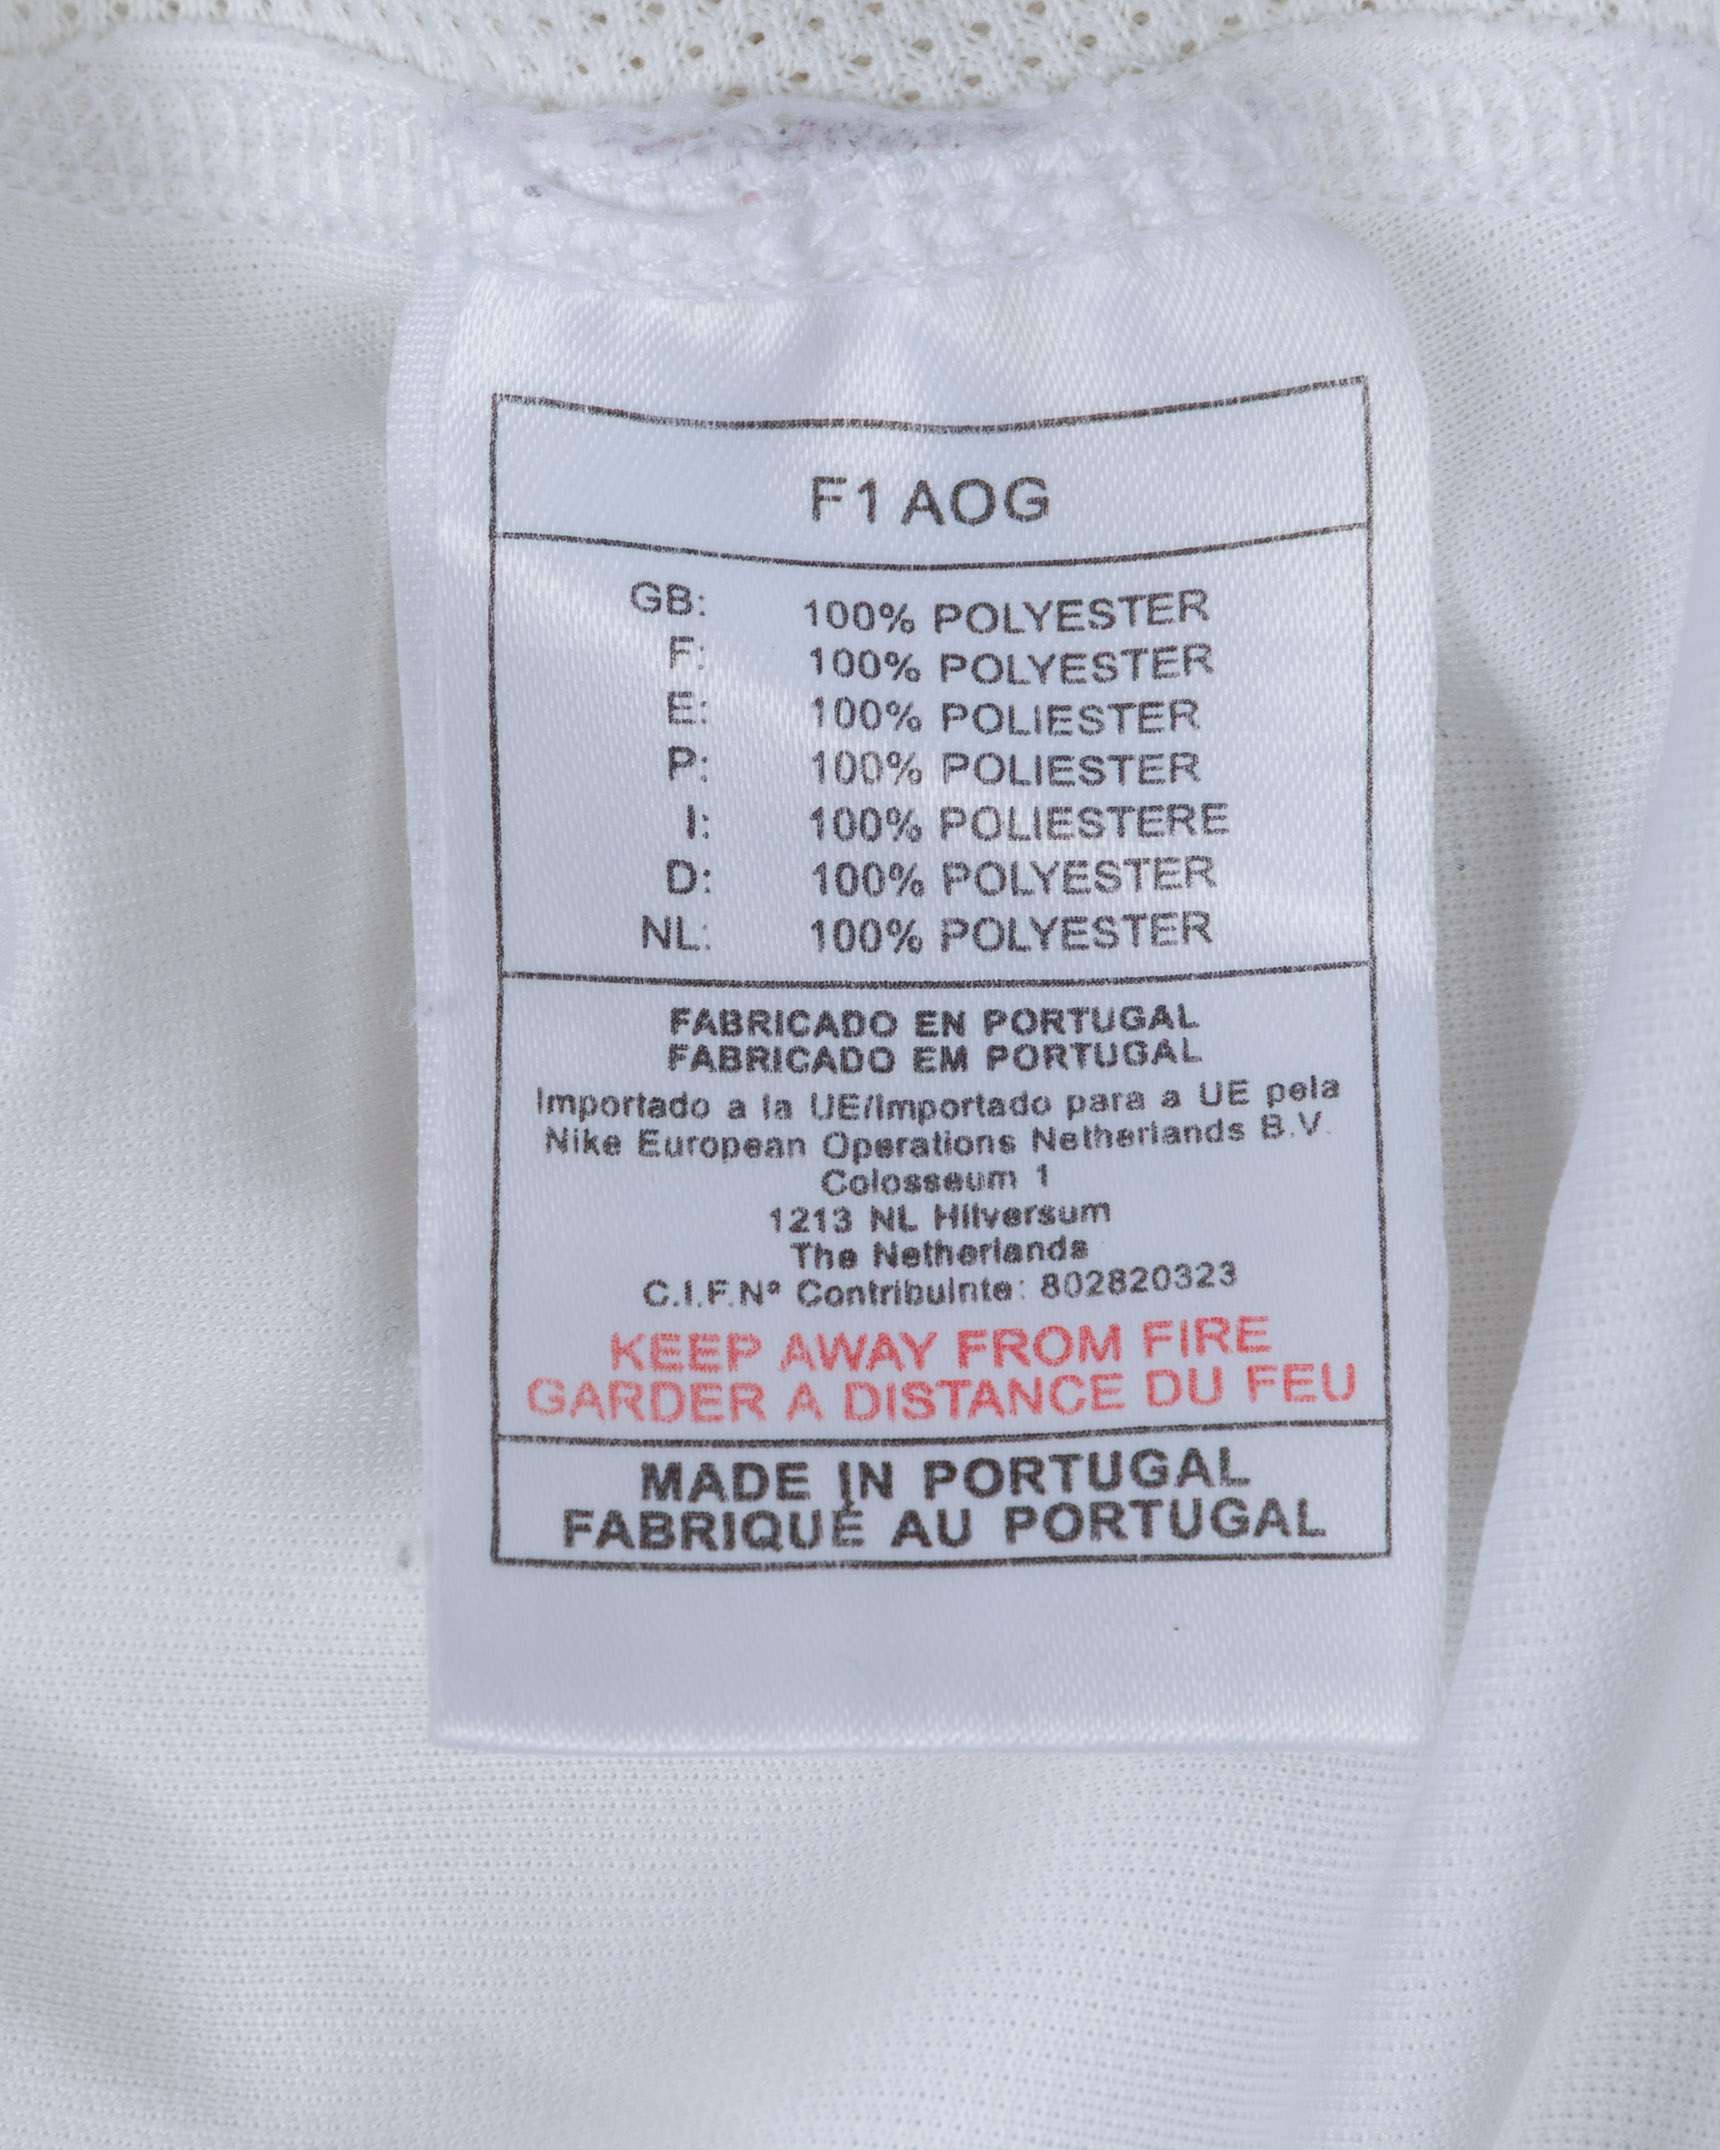 F1 AOG
GB: 100% POLYESTER
F: 100% POLYESTER
E: 100% POLIESTER
P: 100% POLIESTER
I: 100% POLIESTERE
D: 100% POLYESTER
NL: 100% POLYESTER
FABRICADO EN PORTUGAL
FABRICADO EM PORTUGAL
Importado a la UE/Importado para a UE pela
Nike European Operations Netherlands B.V.
Colosseum 1
1213 NL Hilversum
The Netherlands
C.I.F.Nº Contribuinte: 802820323
KEEP AWAY FROM FIRE
GARDER A DISTANCE DU FEU
MADE IN PORTUGAL
FABRIQUÉ AU PORTUGAL